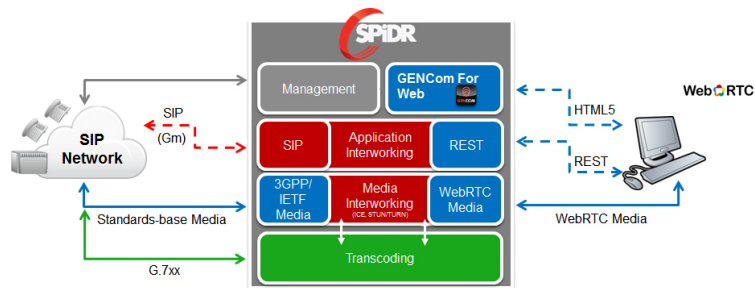 SPiDR
Management
GENCom For
Web
GENCOM
SIP
(Gm)
SIP
Network
SIP
Application
Interworking
REST
HTML5
REST
WebRTC
3GPP/
IETF
Media
Media
Interworking
(ICE, STUN/TURN)
WebRTC
Media
Standards-base Media
WebRTC Media
Transcoding
G.7xx